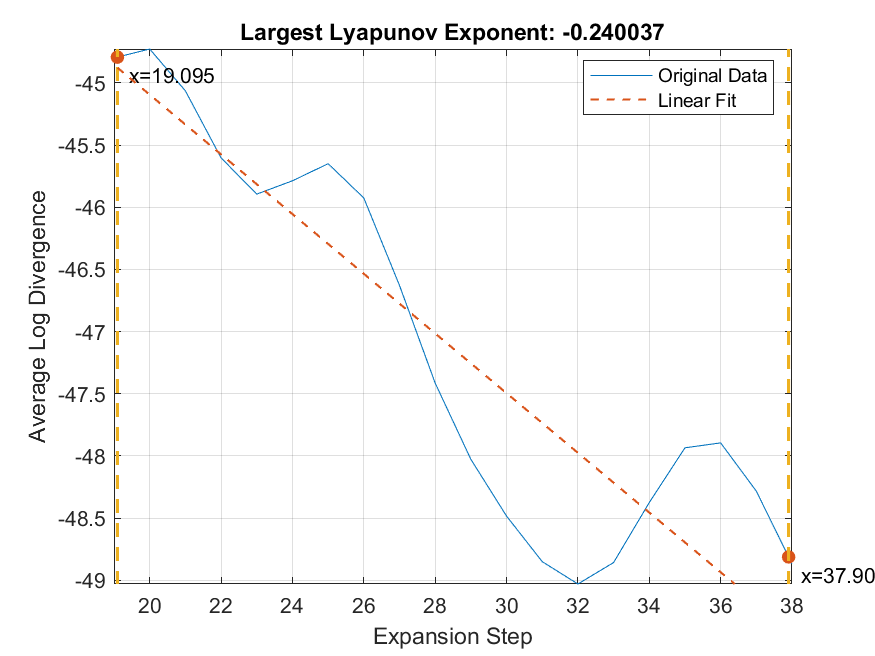 Largest Lyapunov Exponent: -0.240037
Original Data
Linear Fit
x=19.095
x=37.90
Average Log Divergence
-45
-45.5
-46
-46.5
-47
-47.5
-48
-48.5
-49
20 22 24 26 28 30 32 34 36 38
Expansion Step